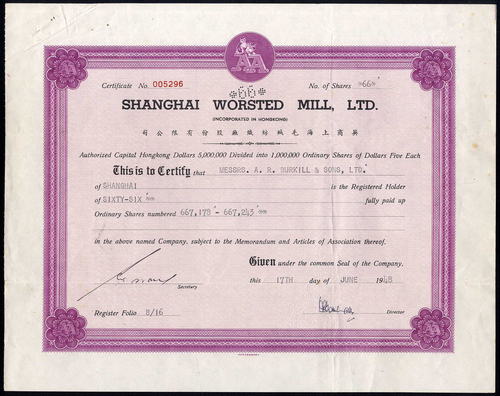 AA
Certificate No. 005296
No. of Shares *66*
*66*
SHANGHAI WORSTED MILL, LTD.
(INCORPORATED IN HONGKONG)
司公限有份股廠織紡絨毛海上商英
Authorized Capital Hongkong Dollars 5,000,000 Divided into 1,000,000 Ordinary Shares of Dollars Five Each
This is to Certify that MESSRS. A. R. BURKILL & SONS, LTD.
of SHANGHAI is the Registered Holder
of SIXTY-SIX fully paid up
Ordinary Shares numbered 667,178 - 667,243
in the above named Company, subject to the Memorandum and Articles of Association thereof.
Given under the common Seal of the Company,
this 17TH day of JUNE 1948
Secretary
Director
Register Folio 8/16